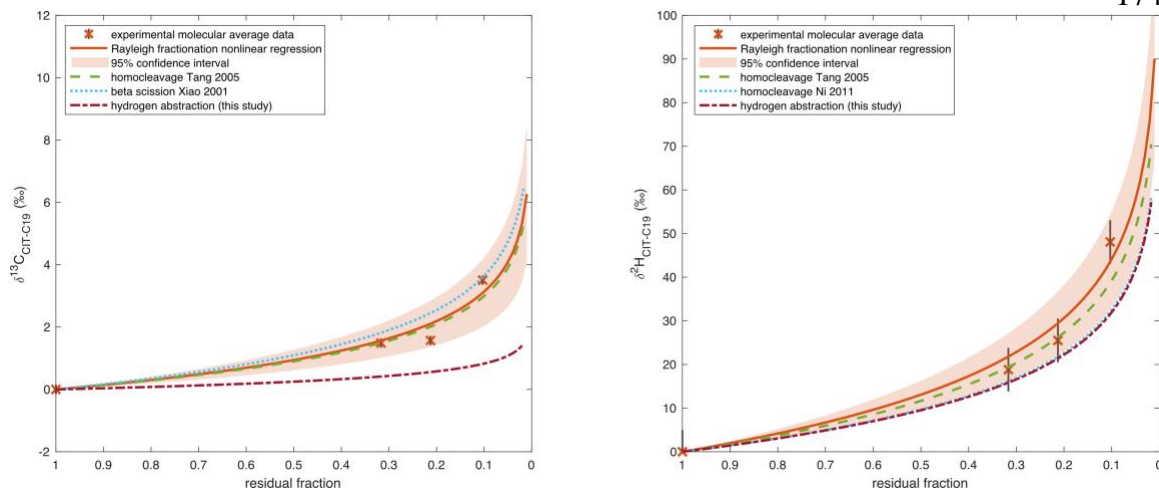 experimental molecular average data
Rayleigh fractionation nonlinear regression
95% confidence interval
homocleavage Tang 2005
beta scission Xiao 2001
hydrogen abstraction (this study)
12
10
8
6
4
2
0
-2
δ¹³C_CIT-C19 (‰)
1 0.9 0.8 0.7 0.6 0.5 0.4 0.3 0.2 0.1 0
residual fraction
experimental molecular average data
Rayleigh fractionation nonlinear regression
95% confidence interval
homocleavage Tang 2005
homocleavage Ni 2011
hydrogen abstraction (this study)
100
90
80
70
60
50
40
30
20
10
0
δ²H_CIT-C19 (‰)
1 0.9 0.8 0.7 0.6 0.5 0.4 0.3 0.2 0.1 0
residual fraction